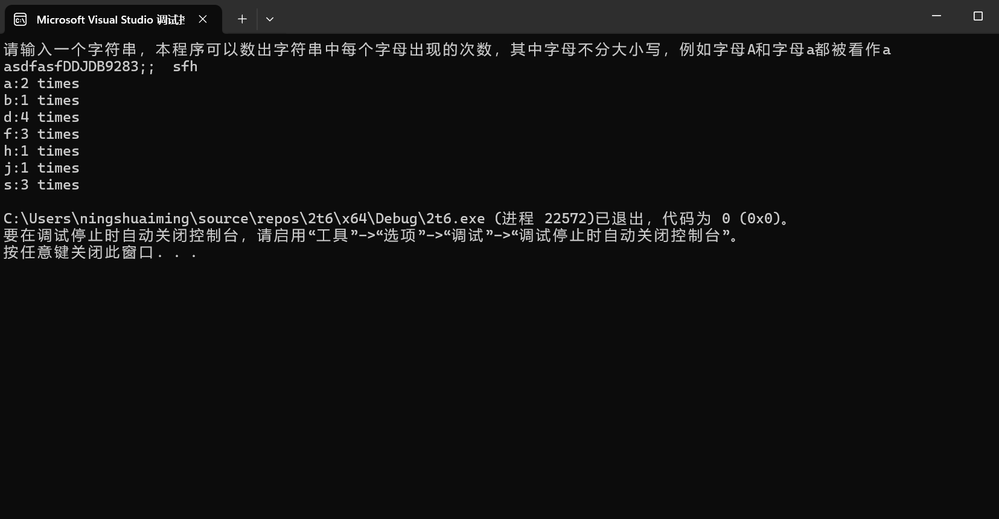 Microsoft Visual Studio 调试
请输入一个字符串，本程序可以数出字符串中每个字母出现的次数，其中字母不分大小写，例如字母A和字母a都被看作a
asdfasfDDJDB9283;;  sfh
a:2 times
b:1 times
d:4 times
f:3 times
h:1 times
j:1 times
s:3 times
C:\Users\ningshuaiming\source\repos\2t6\x64\Debug\2t6.exe (进程 22572)已退出，代码为 0 (0x0)。
要在调试停止时自动关闭控制台，请启用“工具”->“选项”->“调试”->“调试停止时自动关闭控制台”。
按任意键关闭此窗口. . .